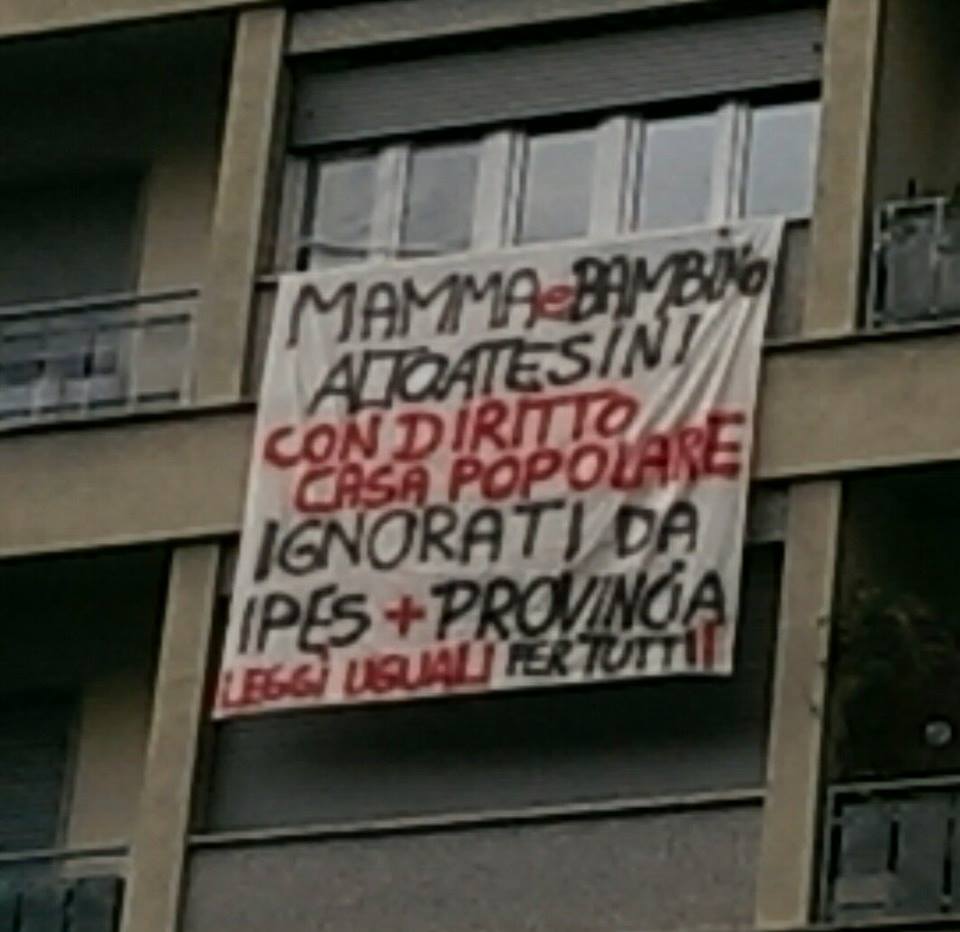 MAMMA e BAMBINO
ALTOATESINI
CON DIRITTO
CASA POPOLARE
IGNORATI DA
IPES + PROVINCIA
LEGGI UGUALI PER TUTTI!